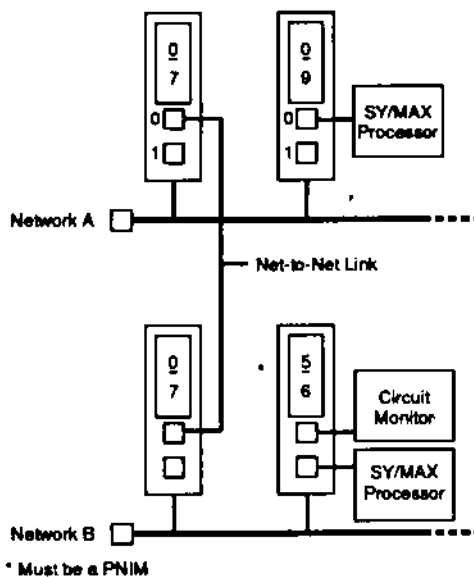 0
7
0
1
0
9
0
1
SY/MAX
Processor
Network A
Net-to-Net Link
0
7
*
5
6
Circuit
Monitor
SY/MAX
Processor
Network B
* Must be a PNIM